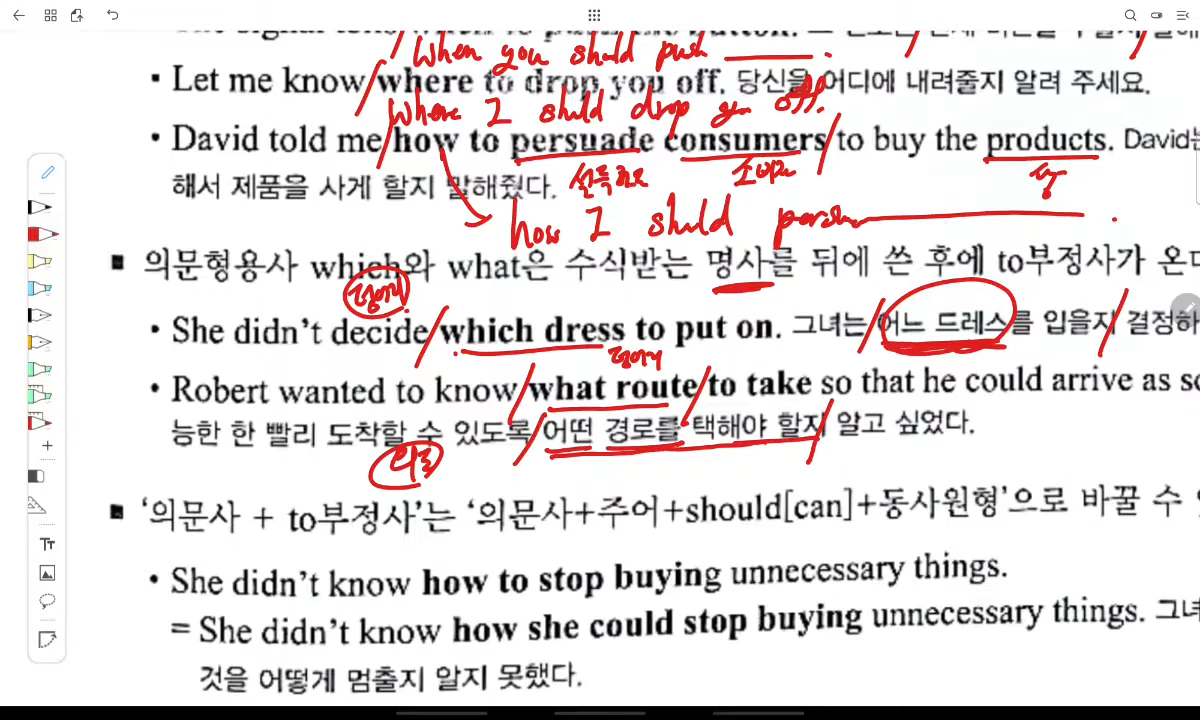 When you should push
• Let me know where to drop you off. 당신을 어디에 내려줄지 알려 주세요.
where I should drop you off.
• David told me how to persuade consumers to buy the products. David는
설득하다 소비자 상품
해서 제품을 사게 할지 말해줬다.
how I should
■ 의문형용사 which와 what은 수식받는 명사를 뒤에 쓴 후에 to부정사가 온다
• She didn't decide which dress to put on. 그녀는 어느 드레스를 입을지 결정하
• Robert wanted to know what route to take so that he could arrive as so
능한 한 빨리 도착할 수 있도록 어떤 경로를 택해야 할지 알고 싶었다.
■ '의문사 + to부정사'는 '의문사+주어+should[can]+동사원형'으로 바꿀 수
• She didn't know how to stop buying unnecessary things.
= She didn't know how she could stop buying unnecessary things. 그녀
것을 어떻게 멈출지 알지 못했다.
Tт